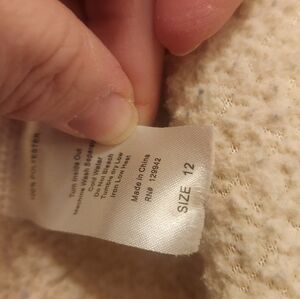 100% POLYESTER
Turn Inside Out
Machine Wash Separately
Cold Water
Do Not Bleach
Tumble dry Low
Iron Low Heat
Made in China
RN# 129942
SIZE 12